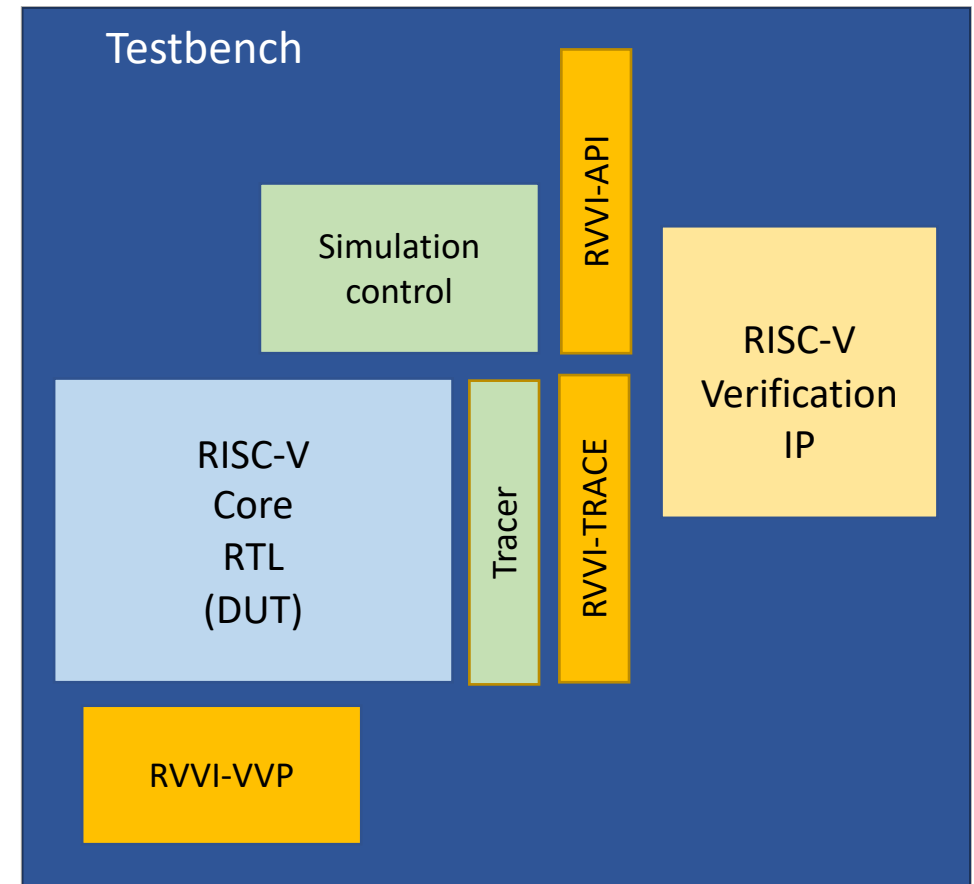 Testbench
RVVI-API
Simulation
control
RISC-V
Verification
IP
RISC-V
Core
RTL
(DUT)
Tracer
RVVI-TRACE
RVVI-VVP